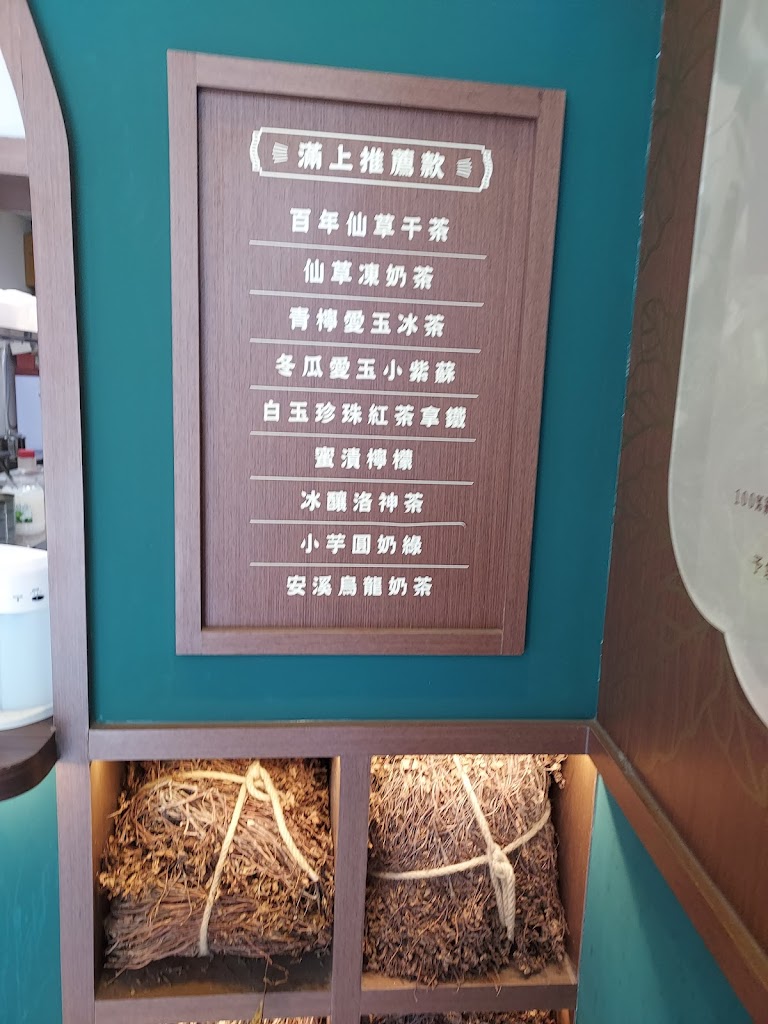 滿上推薦款
百年仙草干茶
仙草凍奶茶
青檸愛玉冰茶
冬瓜愛玉小紫蘇
白玉珍珠紅茶拿鐵
蜜漬檸檬
冰釀洛神茶
小芋圓奶綠
安溪烏龍奶茶
100%